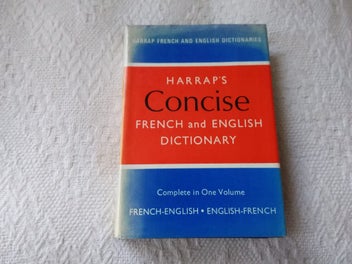 HARRAP FRENCH AND ENGLISH DICTIONARIES
HARRAP'S
Concise
FRENCH and ENGLISH
DICTIONARY
Complete in One Volume
FRENCH-ENGLISH • ENGLISH-FRENCH